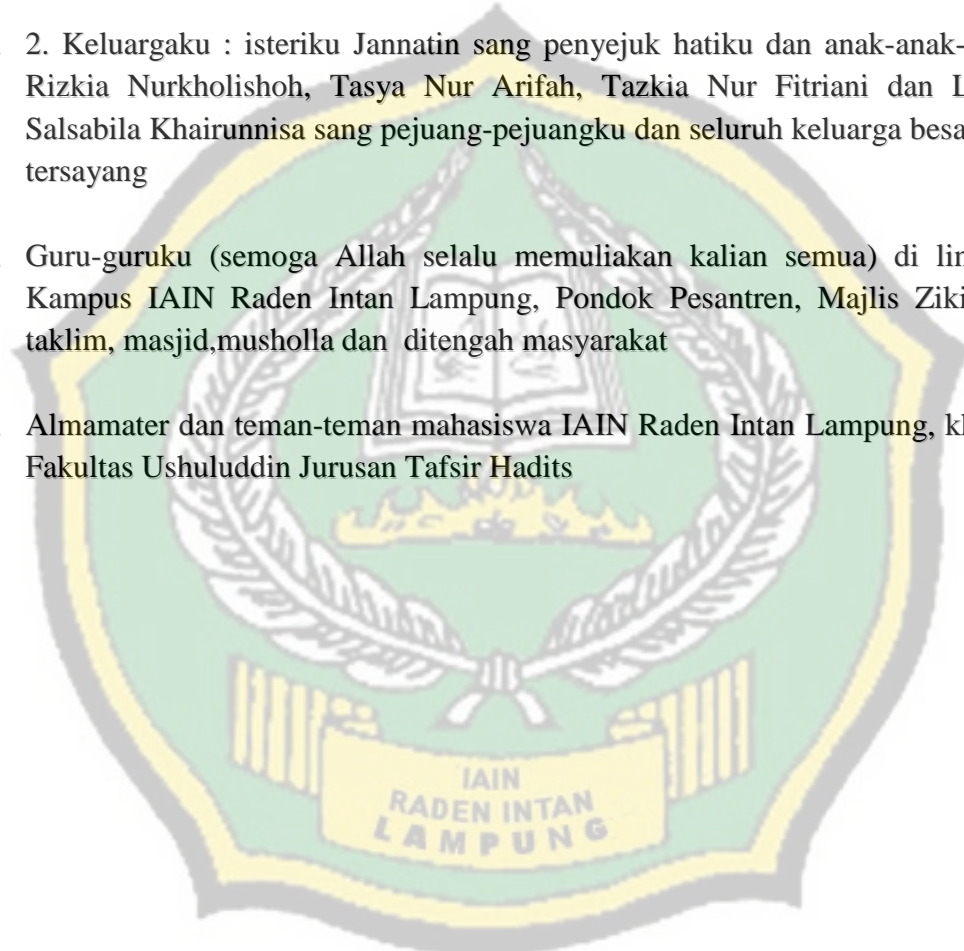 2. Keluargaku : isteriku Jannatin sang penyejuk hatiku dan anak-anak-
Rizkia Nurkholishoh, Tasya Nur Arifah, Tazkia Nur Fitriani dan
Salsabila Khairunnisa sang pejuang-pejuangku dan seluruh keluarga
tersayang
Guru-guruku (semoga Allah selalu memuliakan kalian semua) di
Kampus IAIN Raden Intan Lampung, Pondok Pesantren, Majlis
taklim, masjid,musholla dan ditengah masyarakat
Almamater dan teman-teman mahasiswa IAIN Raden Intan Lampung,
Fakultas Ushuluddin Jurusan Tafsir Hadits
IAIN
RADEN INTAN
LAMPUNG